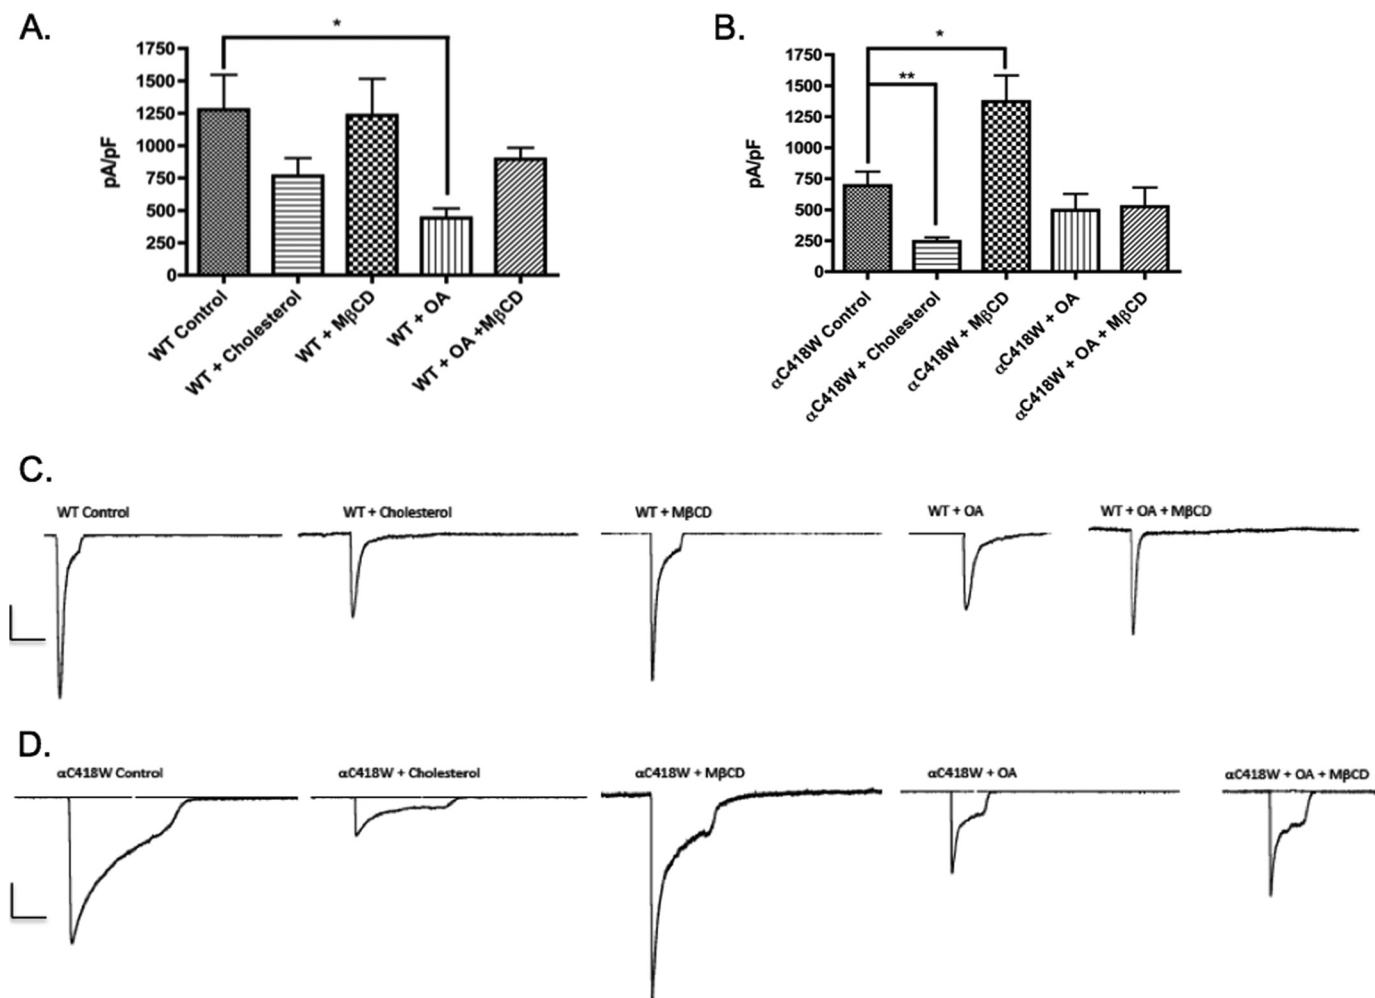 A.
*
1750
1500
1250
1000
750
500
250
0
pA/pF
WT Control
WT + Cholesterol
WT + MβCD
WT + OA
WT + OA +MβCD
B.
*
**
1750
1500
1250
1000
750
500
250
0
pA/pF
αC418W Control
αC418W + Cholesterol
αC418W + MβCD
αC418W + OA
αC418W + OA + MβCD
C.
WT Control
WT + Cholesterol
WT + MβCD
WT + OA
WT + OA + MβCD
D.
αC418W Control
αC418W + Cholesterol
αC418W + MβCD
αC418W + OA
αC418W + OA + MβCD